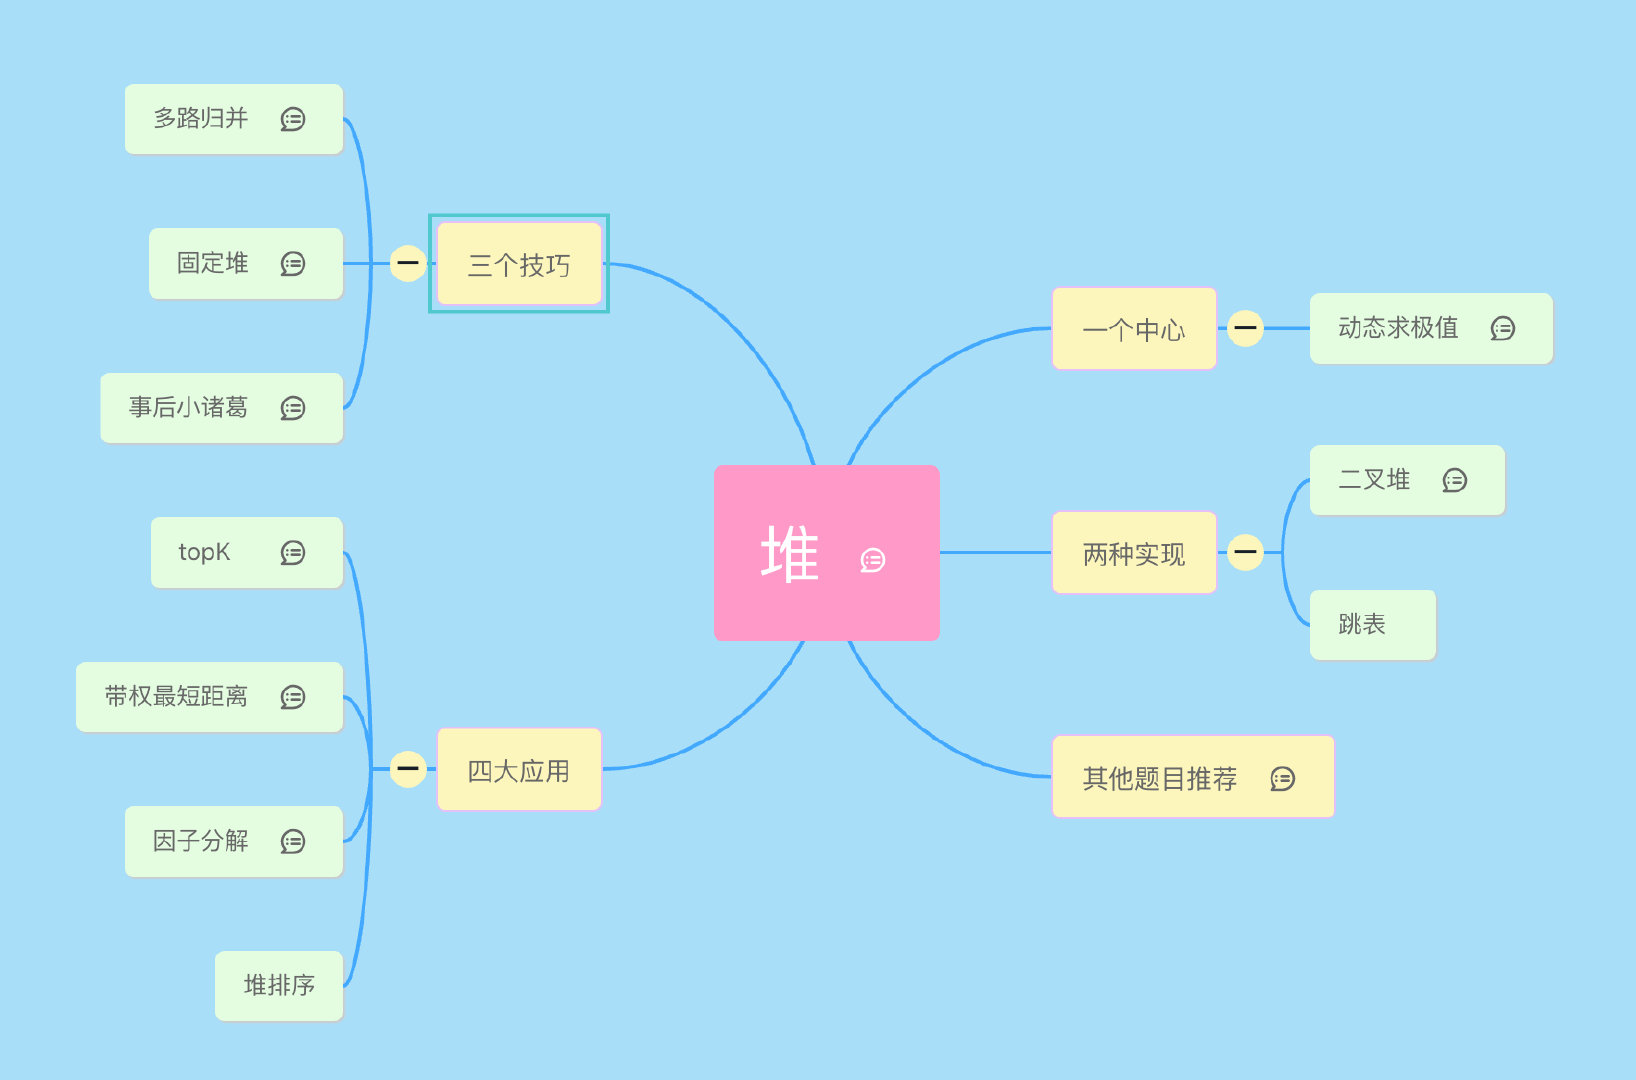 堆
一个中心
动态求极值
两种实现
二叉堆
跳表
其他题目推荐
三个技巧
多路归并
固定堆
事后小诸葛
四大应用
topK
带权最短距离
因子分解
堆排序